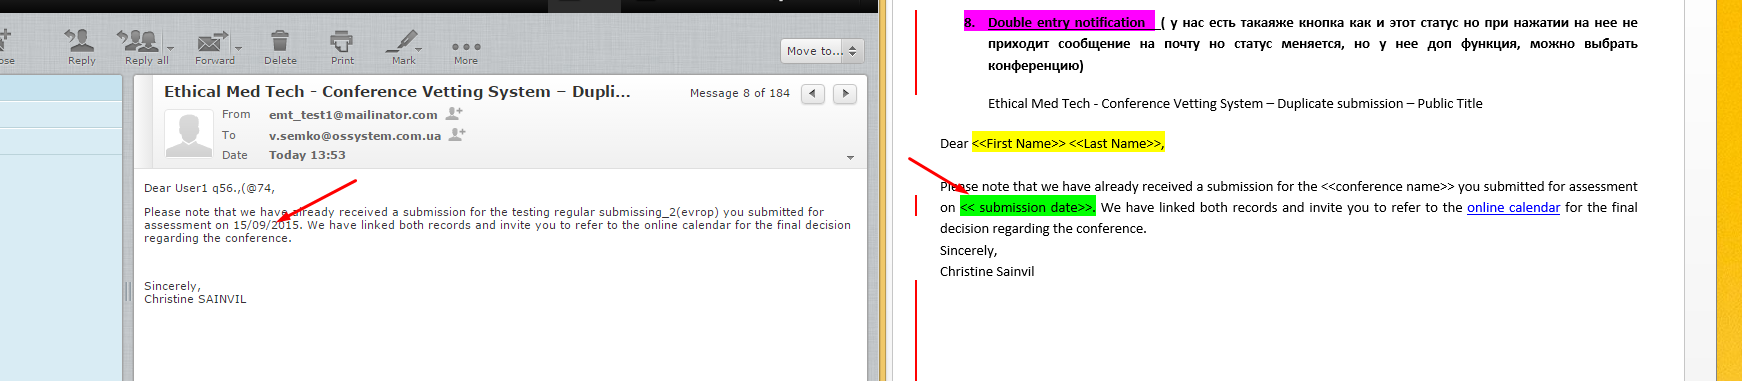 ose
Reply
Reply all
Forward
Delete
Print
Mark
More
Move to...
Ethical Med Tech - Conference Vetting System – Dupli...
Message 8 of 184
From emt_test1@mailinator.com
To v.semko@ossystem.com.ua
Date Today 13:53
Dear User1 q56.,(@74,
Please note that we have already received a submission for the testing regular submissing_2(evrop) you submitted for
assessment on 15/09/2015. We have linked both records and invite you to refer to the online calendar for the final decision
regarding the conference.
Sincerely,
Christine SAINVIL
8. Double entry notification _( у нас есть такаяже кнопка как и этот статус но при нажатии на нее не
приходит сообщение на почту но статус меняется, но у нее доп функция, можно выбрать
конференцию)
Ethical Med Tech - Conference Vetting System – Duplicate submission – Public Title
Dear <<First Name>> <<Last Name>>,
Please note that we have already received a submission for the <<conference name>> you submitted for assessment
on << submission date>>. We have linked both records and invite you to refer to the online calendar for the final
decision regarding the conference.
Sincerely,
Christine Sainvil